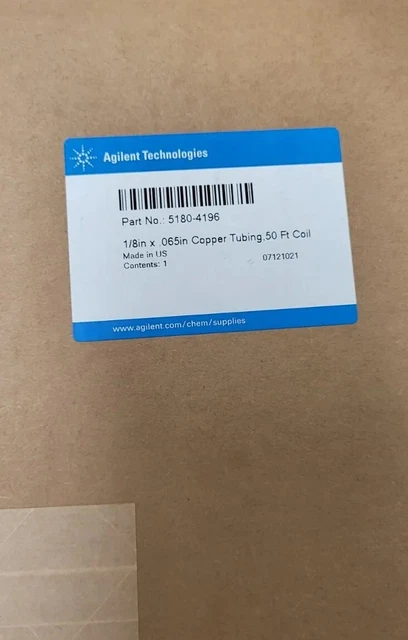 Agilent Technologies
Part No.: 5180-4196
1/8in x .065in Copper Tubing.50 Ft Coil
Made in US
Contents: 1 07121021
www.agilent.com/chem/supplies